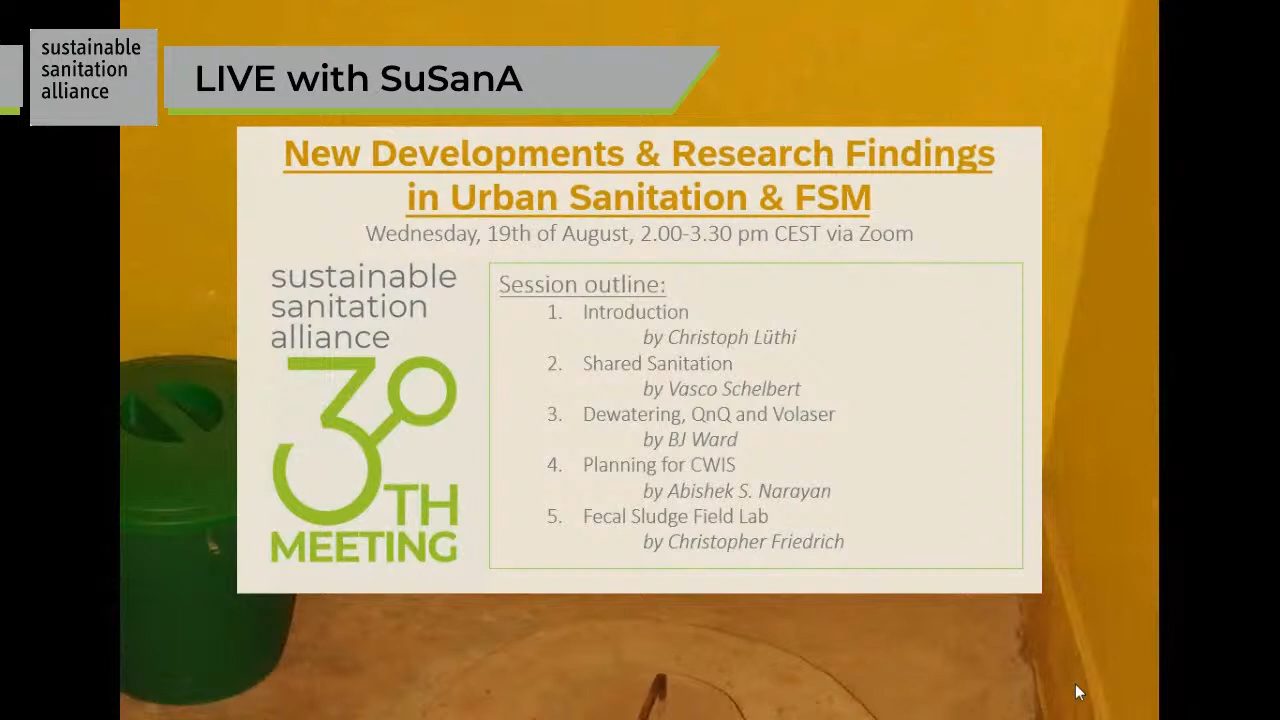 sustainable
sanitation
alliance
LIVE with SuSanA
New Developments & Research Findings
in Urban Sanitation & FSM
Wednesday, 19th of August, 2.00-3.30 pm CEST via Zoom
sustainable
sanitation
alliance
30
TH
MEETING
Session outline:
1. Introduction
by Christoph Lüthi
2. Shared Sanitation
by Vasco Schelbert
3. Dewatering, QnQ and Volaser
by BJ Ward
4. Planning for CWIS
by Abishek S. Narayan
5. Fecal Sludge Field Lab
by Christopher Friedrich